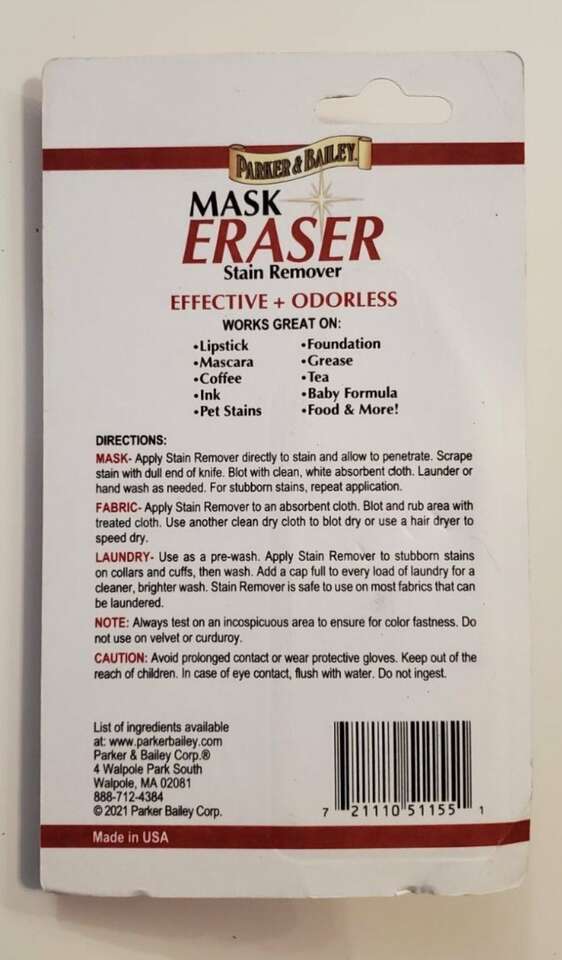 PARKER & BAILEY
MASK
ERASER
Stain Remover
EFFECTIVE + ODORLESS
WORKS GREAT ON:
•Lipstick
•Mascara
•Coffee
•Ink
•Pet Stains
•Foundation
•Grease
•Tea
•Baby Formula
•Food & More!
DIRECTIONS:
MASK- Apply Stain Remover directly to stain and allow to penetrate. Scrape
stain with dull end of knife. Blot with clean, white absorbent cloth. Launder or
hand wash as needed. For stubborn stains, repeat application.
FABRIC- Apply Stain Remover to an absorbent cloth. Blot and rub area with
treated cloth. Use another clean dry cloth to blot dry or use a hair dryer to
speed dry.
LAUNDRY- Use as a pre-wash. Apply Stain Remover to stubborn stains
on collars and cuffs, then wash. Add a cap full to every load of laundry for a
cleaner, brighter wash. Stain Remover is safe to use on most fabrics that can
be laundered.
NOTE: Always test on an incospicuous area to ensure for color fastness. Do
not use on velvet or curduroy.
CAUTION: Avoid prolonged contact or wear protective gloves. Keep out of the
reach of children. In case of eye contact, flush with water. Do not ingest.
List of ingredients available
at: www.parkerbailey.com
Parker & Bailey Corp.®
4 Walpole Park South
Walpole, MA 02081
888-712-4384
© 2021 Parker Bailey Corp.
7 21110 51155 1
Made in USA